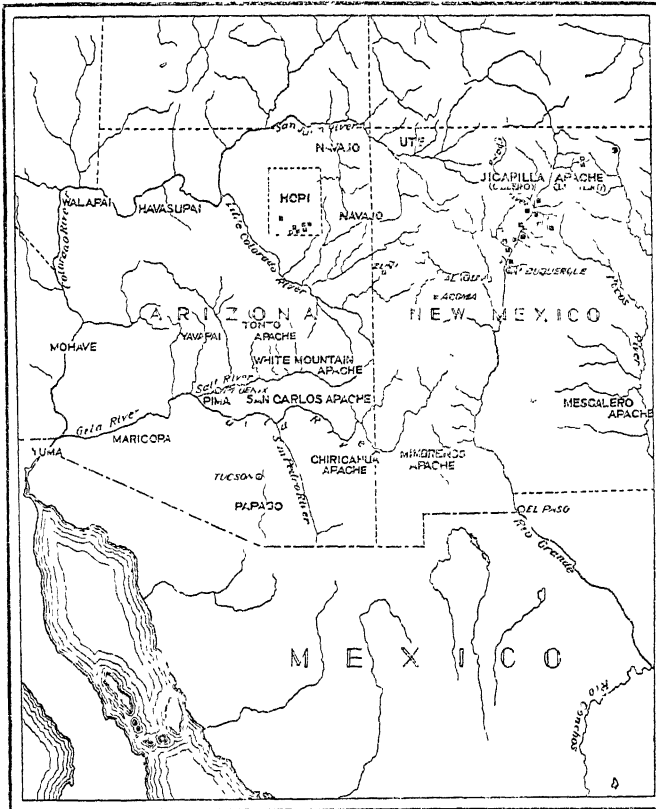 San Juan River
NAVAJO
UTE
JICARILLA APACHE
HOPI
WALAPAI
HAVASUPAI
NAVAJO
Colorado River
Little Colorado River
ACOMA
Pecos River
ARIZONA
NEW MEXICO
MOHAVE
YAVAPAI
TONTO
APACHE
WHITE MOUNTAIN
APACHE
Salt River
PIMA
SAN CARLOS APACHE
MESCALERO
APACHE
Gila River
MARICOPA
YUMA
CHIRICAHUA
APACHE
MIMBREÑOS
APACHE
San Pedro River
TUCSON
PAPAGO
EL PASO
Rio Grande
MEXICO
Rio Conchos